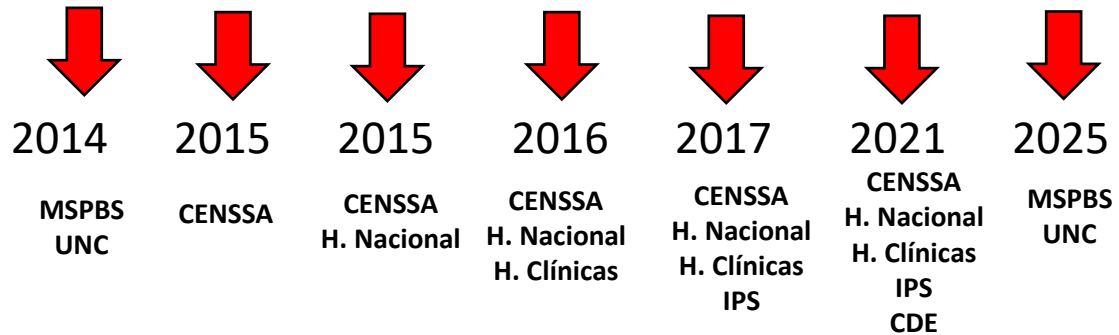 2014 2015 2015 2016 2017 2021 2025
MSPBS
UNC
CENSSA
CENSSA
H. Nacional
CENSSA
H. Nacional
H. Clínicas
CENSSA
H. Nacional
H. Clínicas
IPS
CENSSA
H. Nacional
H. Clínicas
IPS
CDE
MSPBS
UNC